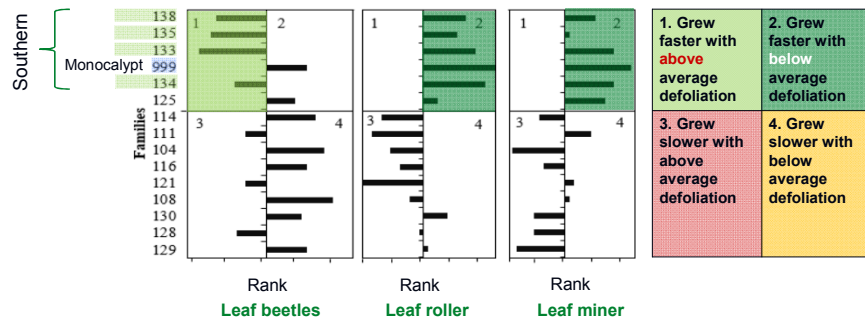 Southern
Monocalypt
Families
138
135
133
999
134
125
114
111
104
116
121
108
130
128
129
1
2
3
4
1
2
3
4
1
2
3
4
Rank
Rank
Rank
Leaf beetles
Leaf roller
Leaf miner
1. Grew
faster with
above
average
defoliation
2. Grew
faster with
below
average
defoliation
3. Grew
slower with
above
average
defoliation
4. Grew
slower with
below
average
defoliation